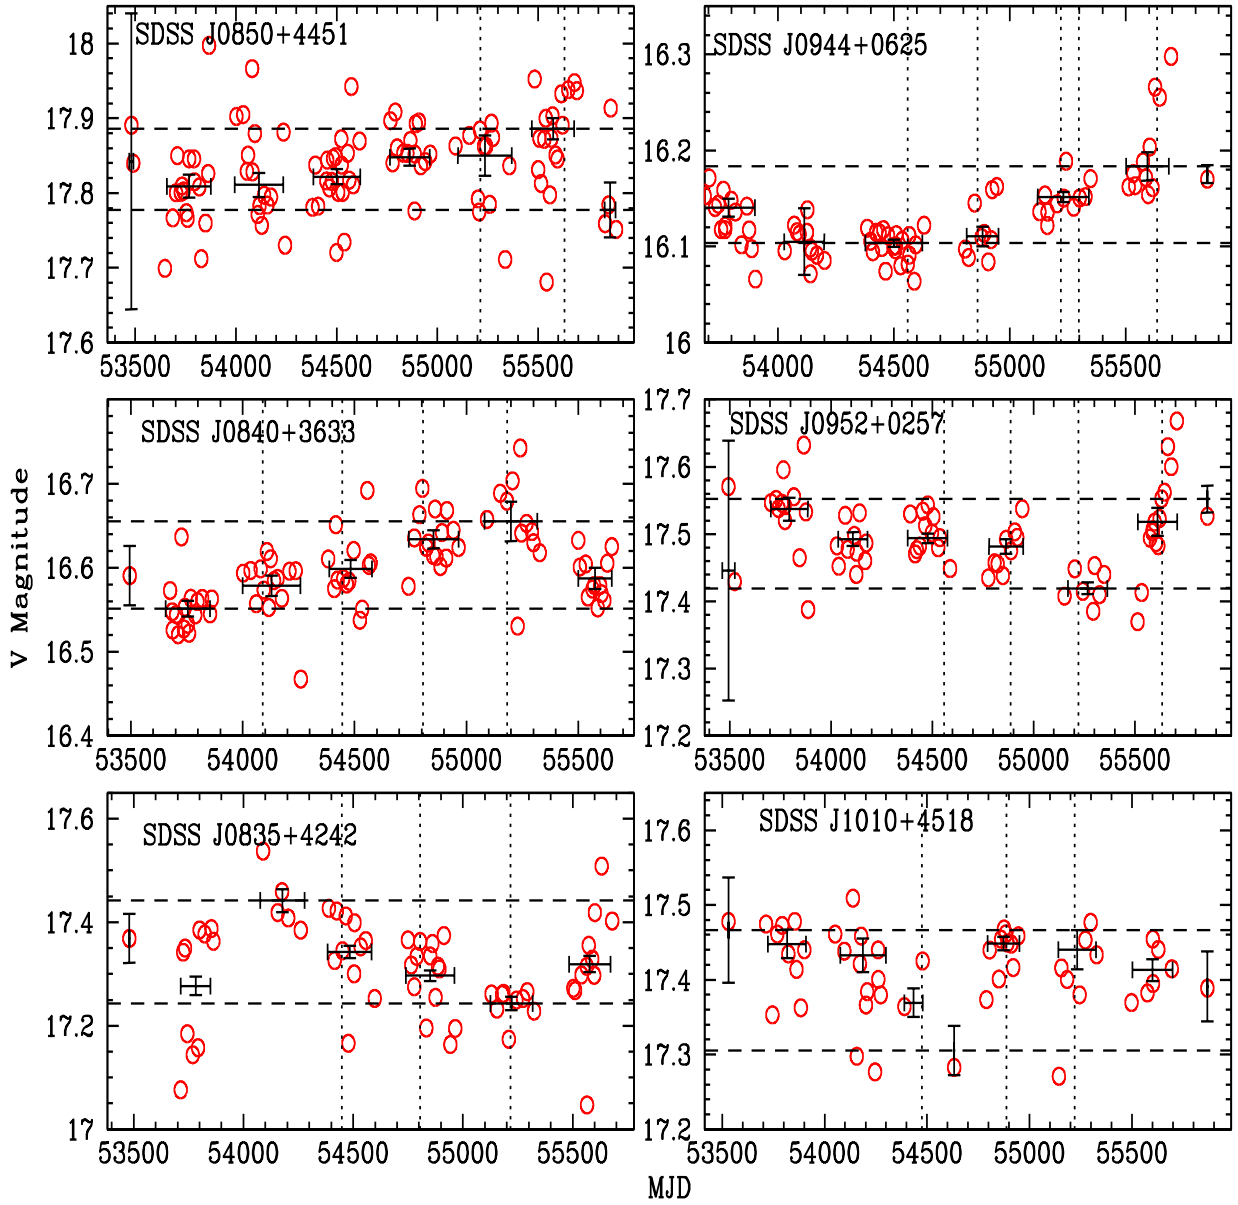 SDSS J0850+4451
18
17.9
17.8
17.7
17.6
53500 54000 54500 55000 55500
SDSS J0944+0625
16.3
16.2
16.1
16
54000 54500 55000 55500
V Magnitude
SDSS J0840+3633
16.7
16.6
16.5
16.4
53500 54000 54500 55000 55500
SDSS J0952+0257
17.7
17.6
17.5
17.4
17.3
17.2
53500 54000 54500 55000 55500
SDSS J0835+4242
17.6
17.4
17.2
17
53500 54000 54500 55000 55500
SDSS J1010+4518
17.6
17.5
17.4
17.3
17.2
53500 54000 54500 55000 55500
MJD